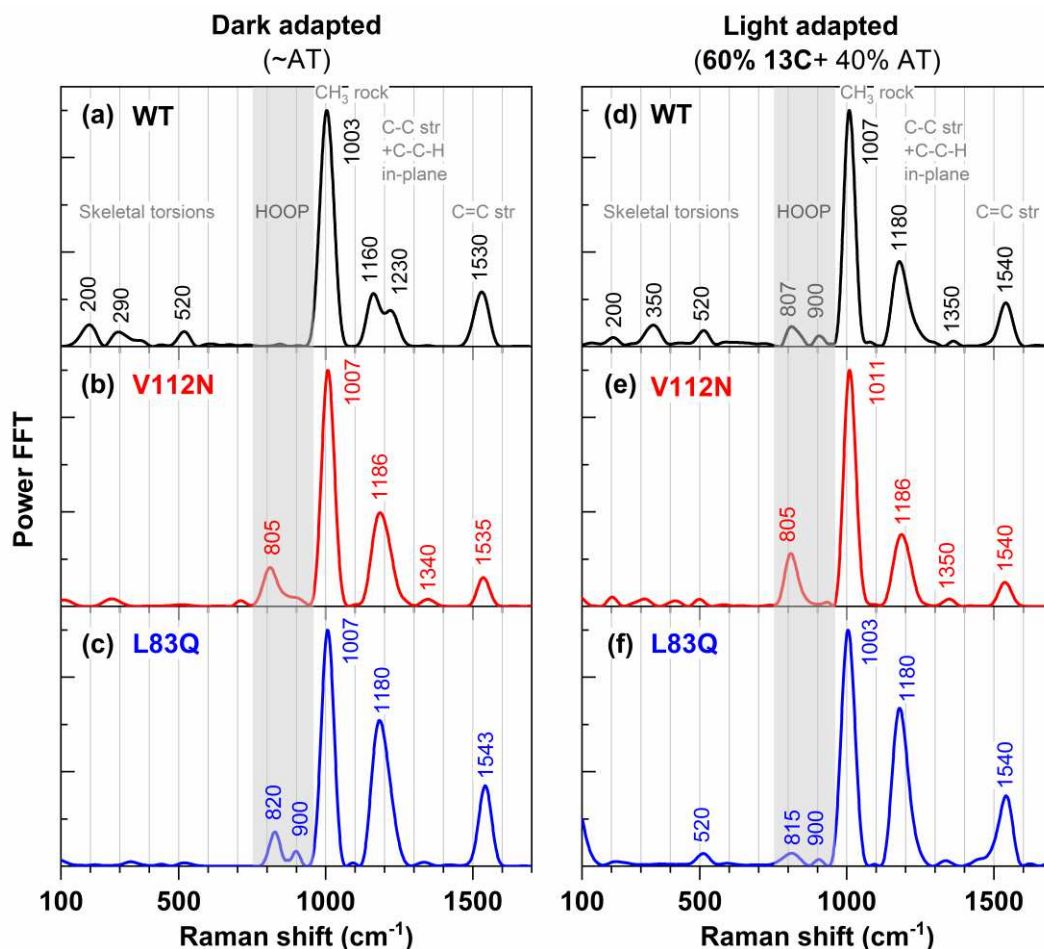 Dark adapted
(~AT)
Light adapted
(60% 13C+ 40% AT)
Power FFT
(a) WT
CH3 rock
C-C str
+C-C-H
in-plane
Skeletal torsions
HOOP
C=C str
200
290
520
1003
1160
1230
1530
(d) WT
CH3 rock
C-C str
+C-C-H
in-plane
Skeletal torsions
HOOP
C=C str
200
350
520
807
900
1007
1180
1350
1540
(b) V112N
805
1007
1186
1340
1535
(e) V112N
805
1011
1186
1350
1540
(c) L83Q
820
900
1007
1180
1543
(f) L83Q
520
815
900
1003
1180
1540
100 500 1000 1500
100 500 1000 1500
Raman shift (cm-1)
Raman shift (cm-1)